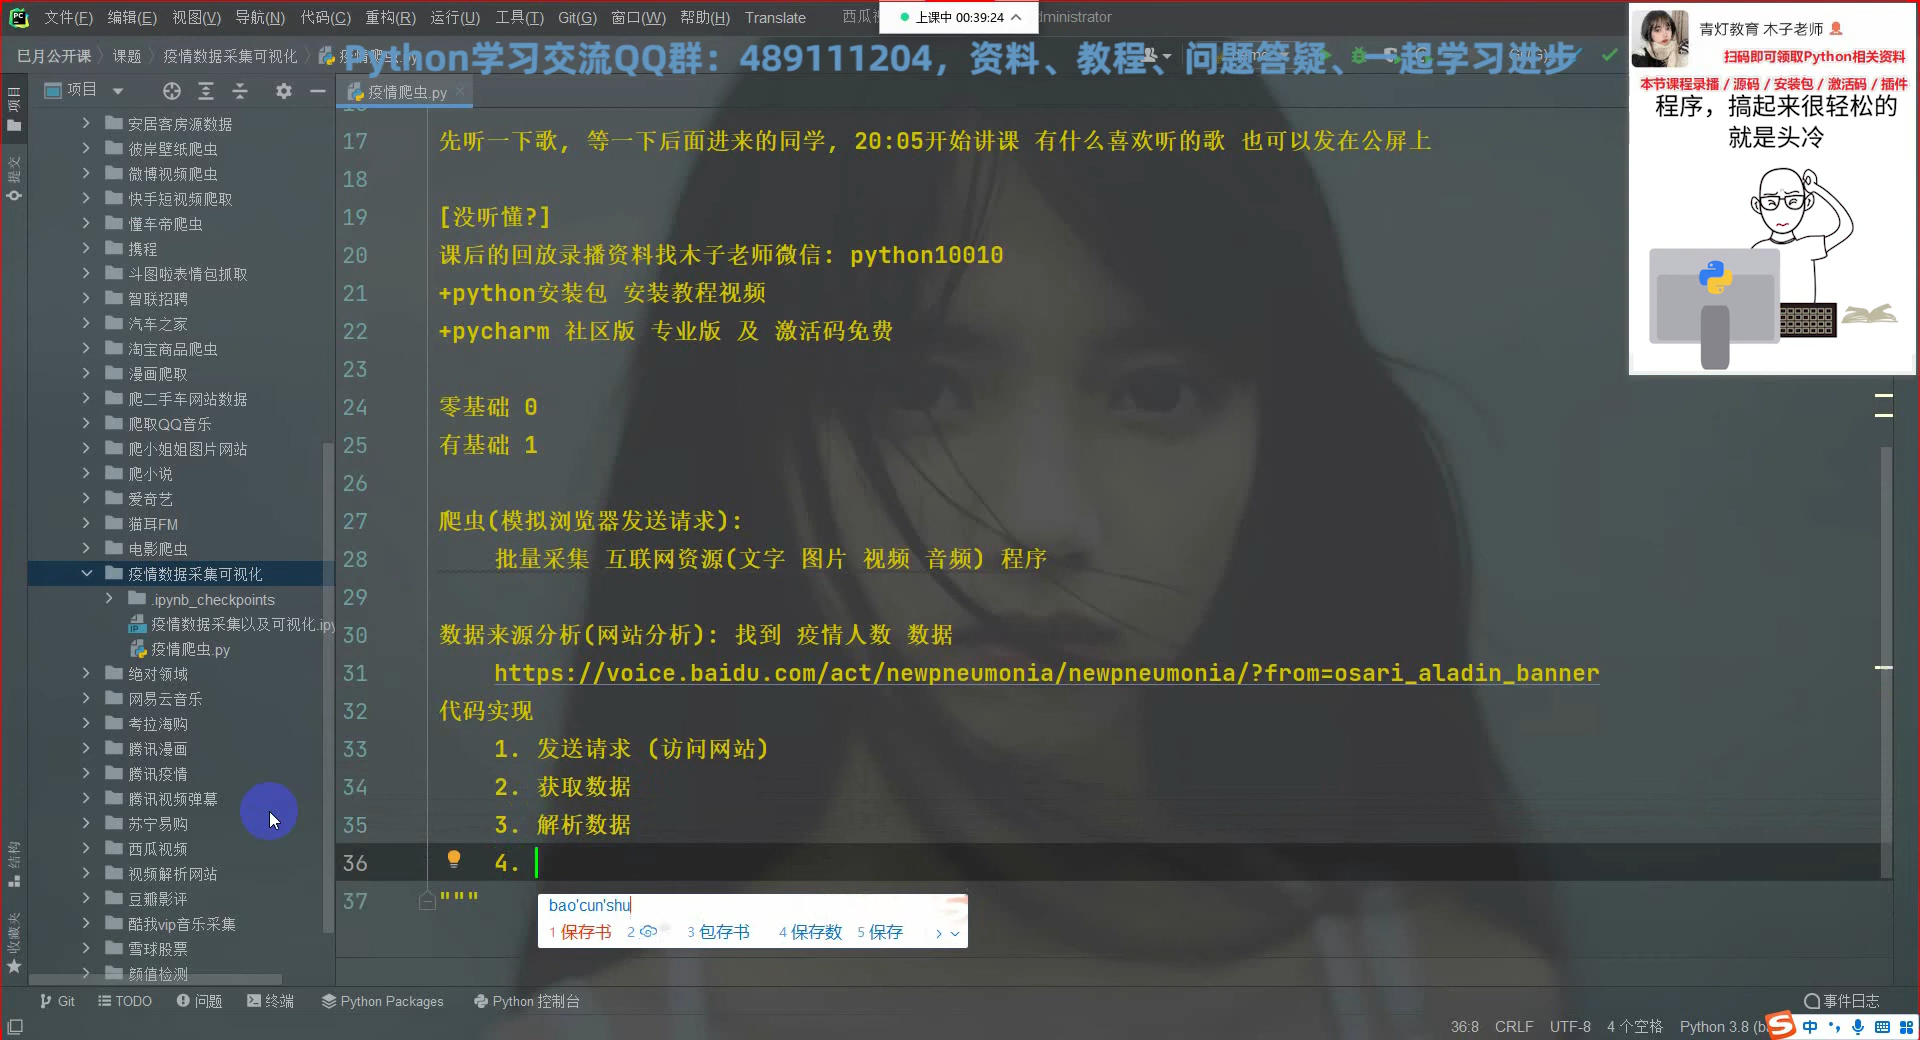 文件(F) 编辑(E) 视图(V) 导航(N) 代码(C) 重构(R) 运行(U) 工具(T) Git(G) 窗口(W) 帮助(H) Translate
上课中 00:39:24
巳月公开课 课题 疫情数据采集可视化
Python学习交流QQ群：489111204，资料、教程、问题答疑、一起学习进步
青灯教育 木子老师
扫码即可领取Python相关资料
本节课程录播 / 源码 / 安装包 / 激活码 / 插件
程序，搞起来很轻松的
就是头冷
项目
疫情爬虫.py
项目
提交
结构
收藏夹
安居客房源数据
彼岸壁纸爬虫
微博视频爬虫
快手短视频爬取
懂车帝爬虫
携程
斗图啦表情包抓取
智联招聘
汽车之家
淘宝商品爬虫
漫画爬取
爬二手车网站数据
爬取QQ音乐
爬小姐姐图片网站
爬小说
爱奇艺
猫耳FM
电影爬虫
疫情数据采集可视化
.ipynb_checkpoints
疫情数据采集以及可视化.ipy
疫情爬虫.py
绝对领域
网易云音乐
考拉海购
腾讯漫画
腾讯疫情
腾讯视频弹幕
苏宁易购
西瓜视频
视频解析网站
豆瓣影评
酷我vip音乐采集
雪球股票
颜值检测
17 先听一下歌, 等一下后面进来的同学, 20:05开始讲课 有什么喜欢听的歌 也可以发在公屏上
18
19 [没听懂?]
20 课后的回放录播资料找木子老师微信: python10010
21 +python安装包 安装教程视频
22 +pycharm 社区版 专业版 及 激活码免费
23
24 零基础 0
25 有基础 1
26
27 爬虫(模拟浏览器发送请求):
28 批量采集 互联网资源(文字 图片 视频 音频) 程序
29
30 数据来源分析(网站分析): 找到 疫情人数 数据
31 https://voice.baidu.com/act/newpneumonia/newpneumonia/?from=osari_aladin_banner
32 代码实现
33 1. 发送请求 (访问网站)
34 2. 获取数据
35 3. 解析数据
36 4.
37 """
bao'cun'shu
1 保存书 2 3 包存书 4 保存数 5 保存
Git TODO 问题 终端 Python Packages Python 控制台 事件日志
36:8 CRLF UTF-8 4 个空格 Python 3.8 中